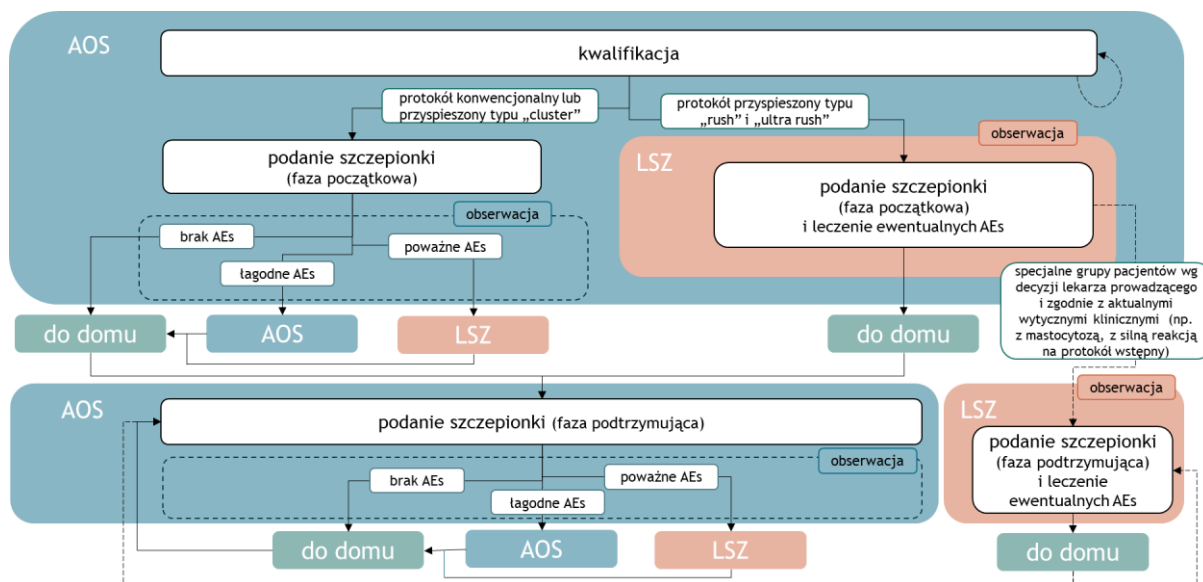 AOS
kwalifikacja
protokół konwencjonalny lub
przyspieszony typu „cluster”
protokół przyspieszony typu
„rush” i „ultra rush”
obserwacja
LSZ
podanie szczepionki
(faza początkowa)
podanie szczepionki
(faza początkowa)
i leczenie ewentualnych AEs
obserwacja
brak AEs
poważne AEs
łagodne AEs
specjalne grupy pacjentów wg
decyzji lekarza prowadzącego
i zgodnie z aktualnymi
wytycznymi klinicznymi (np.
z mastocytozą, z silną reakcją
na protokół wstępny)
do domu
AOS
LSZ
do domu
AOS
podanie szczepionki (faza podtrzymująca)
obserwacja
brak AEs
poważne AEs
łagodne AEs
do domu
AOS
LSZ
obserwacja
LSZ
podanie szczepionki
(faza podtrzymująca)
i leczenie
ewentualnych AEs
do domu